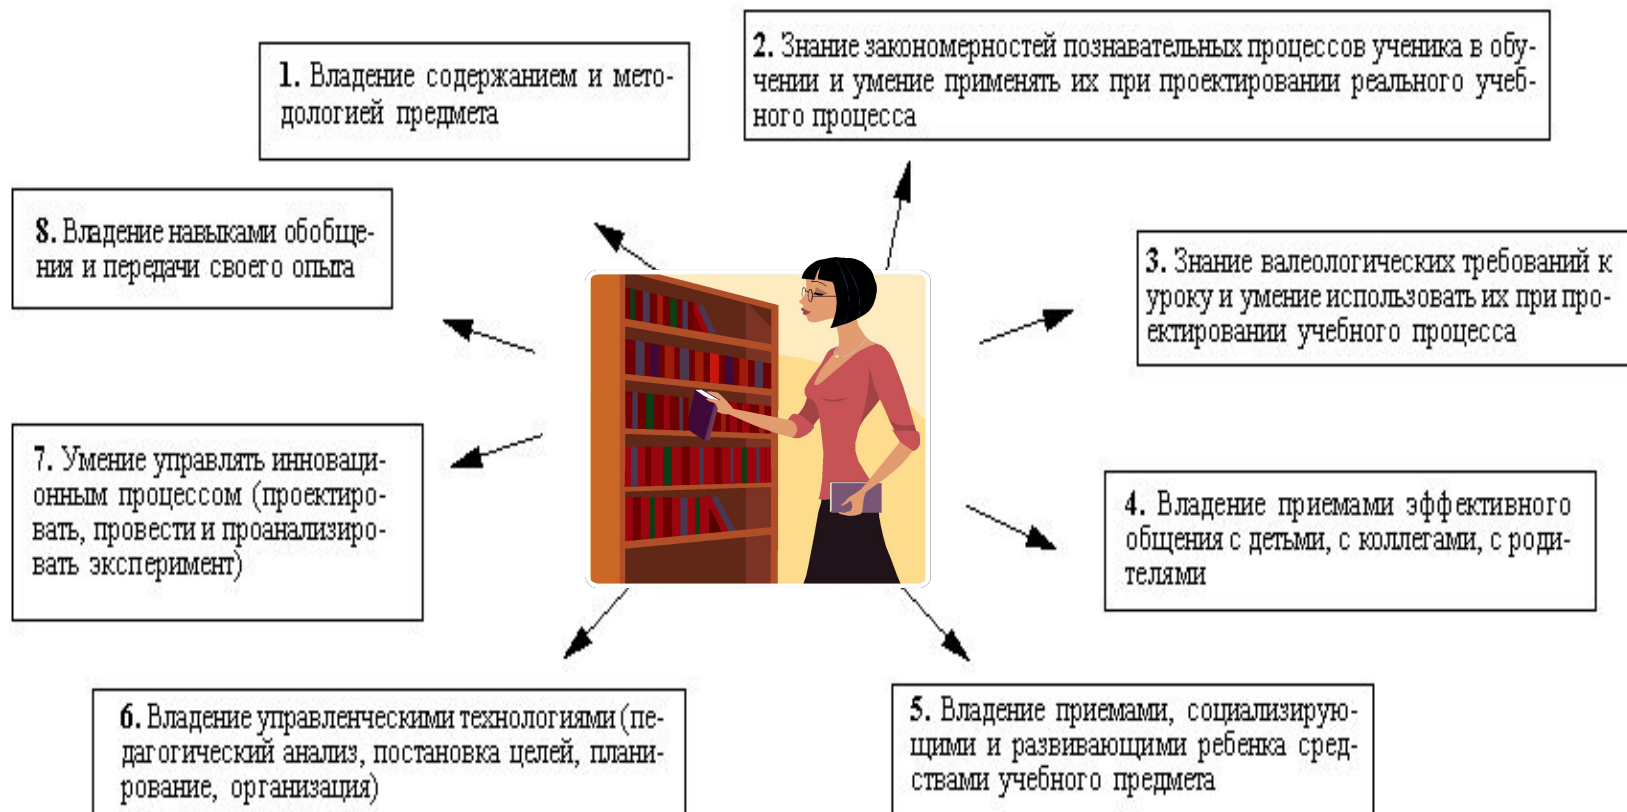 1. Владение содержанием и мето-
дологией предмета
2. Знание закономерностей познавательных процессов ученика в обу-
чении и умение применять их при проектировании реального учеб-
ного процесса
3. Знание валеологических требований к
уроку и умение использовать их при про-
ектировании учебного процесса
4. Владение приемами эффективного
общения с детьми, с коллегами, с роди-
телями
5. Владение приемами, социализирую-
щими и развивающими ребенка сред-
ствами учебного предмета
6. Владение управленческими технологиями (пе-
дагогический анализ, постановка целей, плани-
рование, организация)
7. Умение управлять инноваци-
онным процессом (проектиро-
вать, провести и проанализиро-
вать эксперимент)
8. Владение навыками обобще-
ния и передачи своего опыта